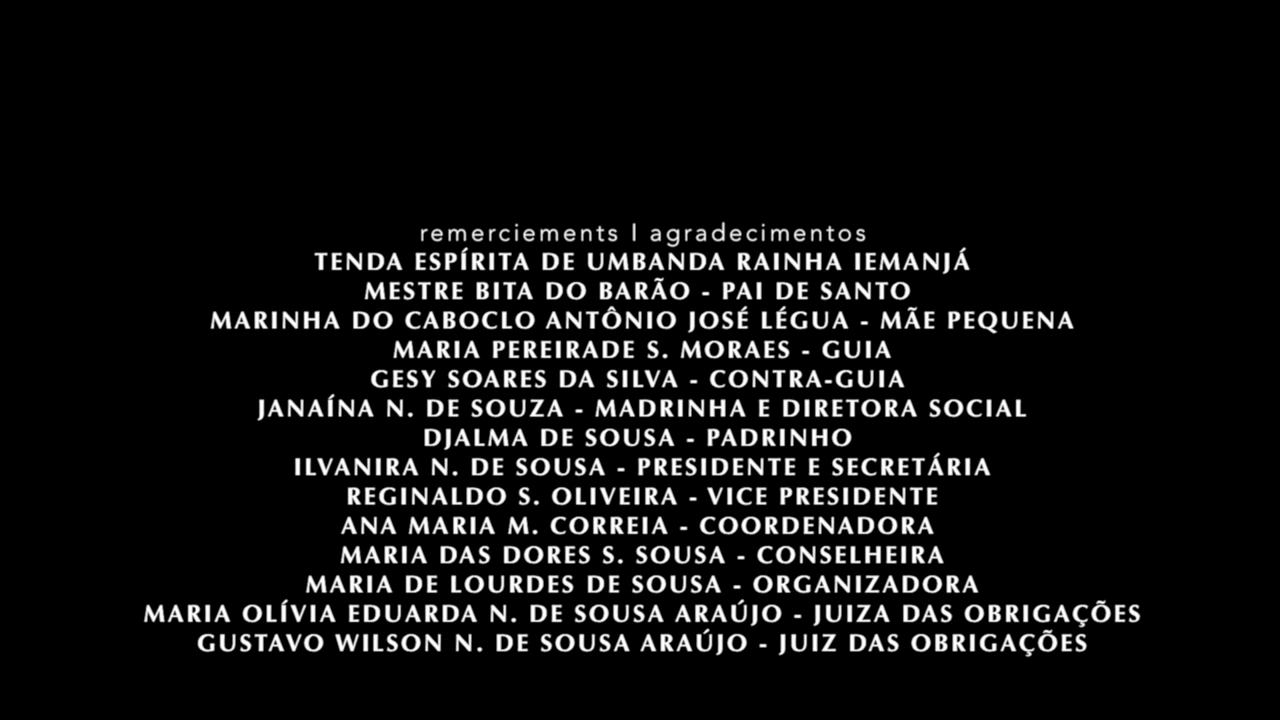 remerciements | agradecimentos
TENDA ESPÍRITA DE UMBANDA RAINHA IEMANJÁ
MESTRE BITA DO BARÃO - PAI DE SANTO
MARINHA DO CABOCLO ANTÔNIO JOSÉ LÉGUA - MÃE PEQUENA
MARIA PEREIRADE S. MORAES - GUIA
GESY SOARES DA SILVA - CONTRA-GUIA
JANAÍNA N. DE SOUZA - MADRINHA E DIRETORA SOCIAL
DJALMA DE SOUSA - PADRINHO
ILVANIRA N. DE SOUSA - PRESIDENTE E SECRETÁRIA
REGINALDO S. OLIVEIRA - VICE PRESIDENTE
ANA MARIA M. CORREIA - COORDENADORA
MARIA DAS DORES S. SOUSA - CONSELHEIRA
MARIA DE LOURDES DE SOUSA - ORGANIZADORA
MARIA OLÍVIA EDUARDA N. DE SOUSA ARAÚJO - JUIZA DAS OBRIGAÇÕES
GUSTAVO WILSON N. DE SOUSA ARAÚJO - JUIZ DAS OBRIGAÇÕES